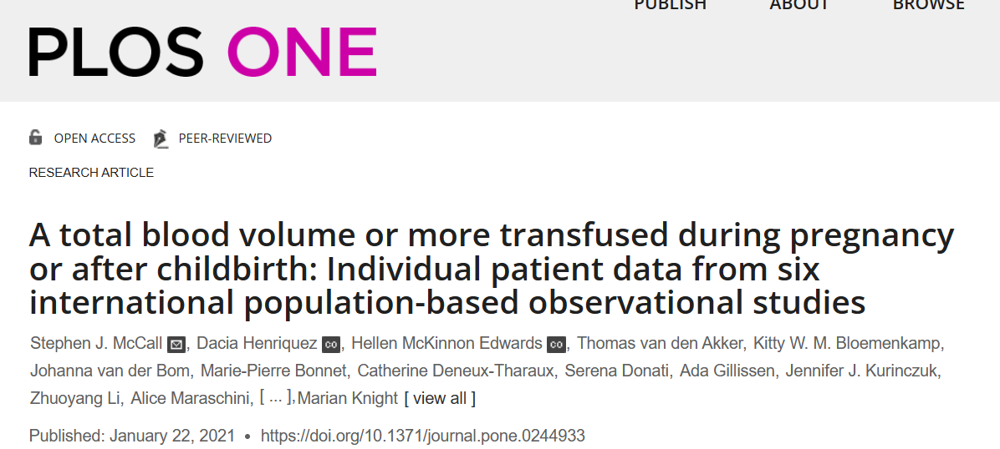 PUBLISH ABOUT BROWSE
PLOS ONE
OPEN ACCESS PEER-REVIEWED
RESEARCH ARTICLE
A total blood volume or more transfused during pregnancy
or after childbirth: Individual patient data from six
international population-based observational studies
Stephen J. McCall, Dacia Henriquez co, Hellen McKinnon Edwards co, Thomas van den Akker, Kitty W. M. Bloemenkamp,
Johanna van der Bom, Marie-Pierre Bonnet, Catherine Deneux-Tharaux, Serena Donati, Ada Gillissen, Jennifer J. Kurinczuk,
Zhuoyang Li, Alice Maraschini, [ ... ], Marian Knight [ view all ]
Published: January 22, 2021 • https://doi.org/10.1371/journal.pone.0244933